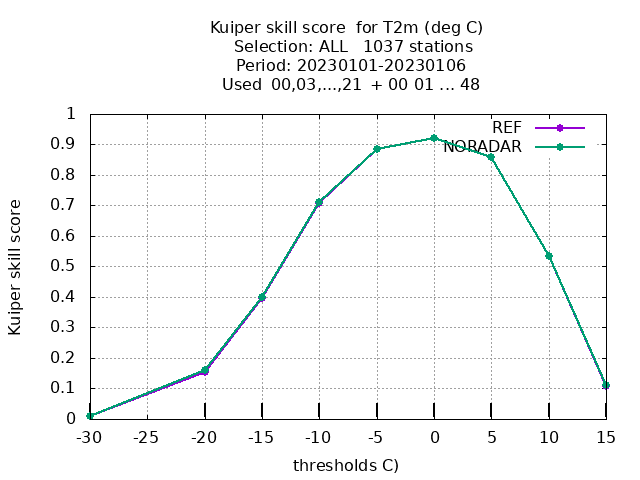 Kuiper skill score  for T2m (deg C)
Selection: ALL   1037 stations
Period: 20230101-20230106
Used  00,03,...,21  + 00 01 ... 48
REF
NORADAR
Kuiper skill score
1
0.9
0.8
0.7
0.6
0.5
0.4
0.3
0.2
0.1
0
-30 -25 -20 -15 -10 -5 0 5 10 15
thresholds C)